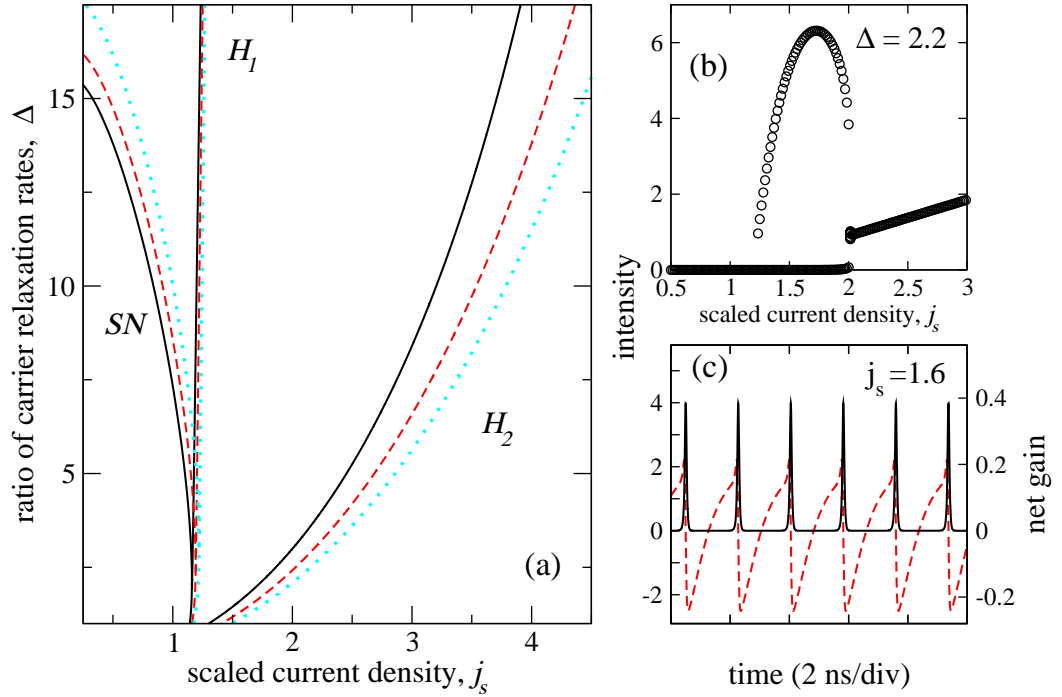 ratio of carrier relaxation rates, Δ
15
10
5
SN
H1
H2
(a)
1
2
3
4
scaled current density, js
(b)
Δ = 2.2
6
4
2
0
0.5
1
1.5
2
2.5
3
scaled current density, js
intensity
(c)
js =1.6
4
2
0
-2
0.4
0.2
0
-0.2
net gain
time (2 ns/div)